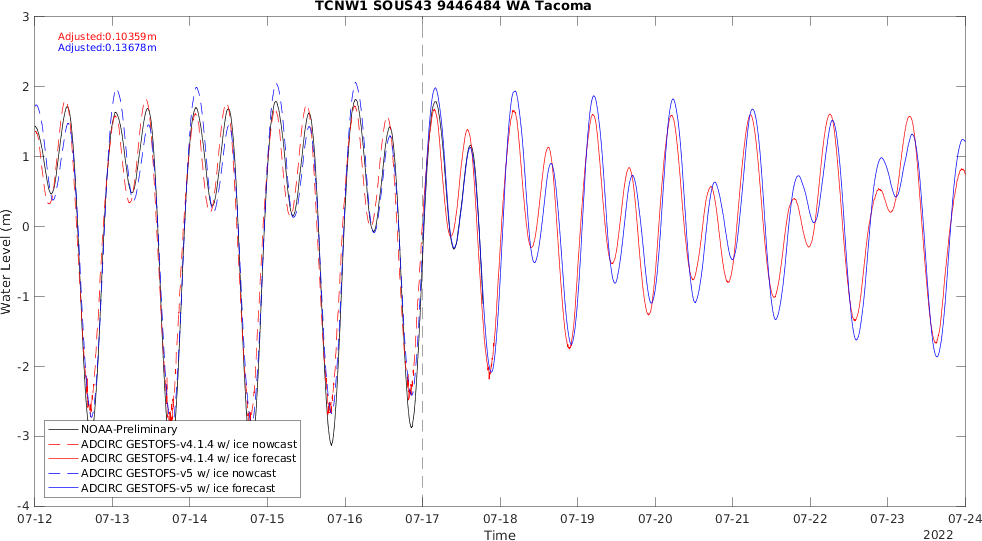 TCNW1 SOUS43 9446484 WA Tacoma
Adjusted:0.10359m
Adjusted:0.13678m
3
2
1
0
-1
-2
-3
-4
Water Level (m)
NOAA-Preliminary
ADCIRC GESTOFS-v4.1.4 w/ ice nowcast
ADCIRC GESTOFS-v4.1.4 w/ ice forecast
ADCIRC GESTOFS-v5 w/ ice nowcast
ADCIRC GESTOFS-v5 w/ ice forecast
07-12 07-13 07-14 07-15 07-16 07-17 07-18 07-19 07-20 07-21 07-22 07-23 07-24
Time
2022